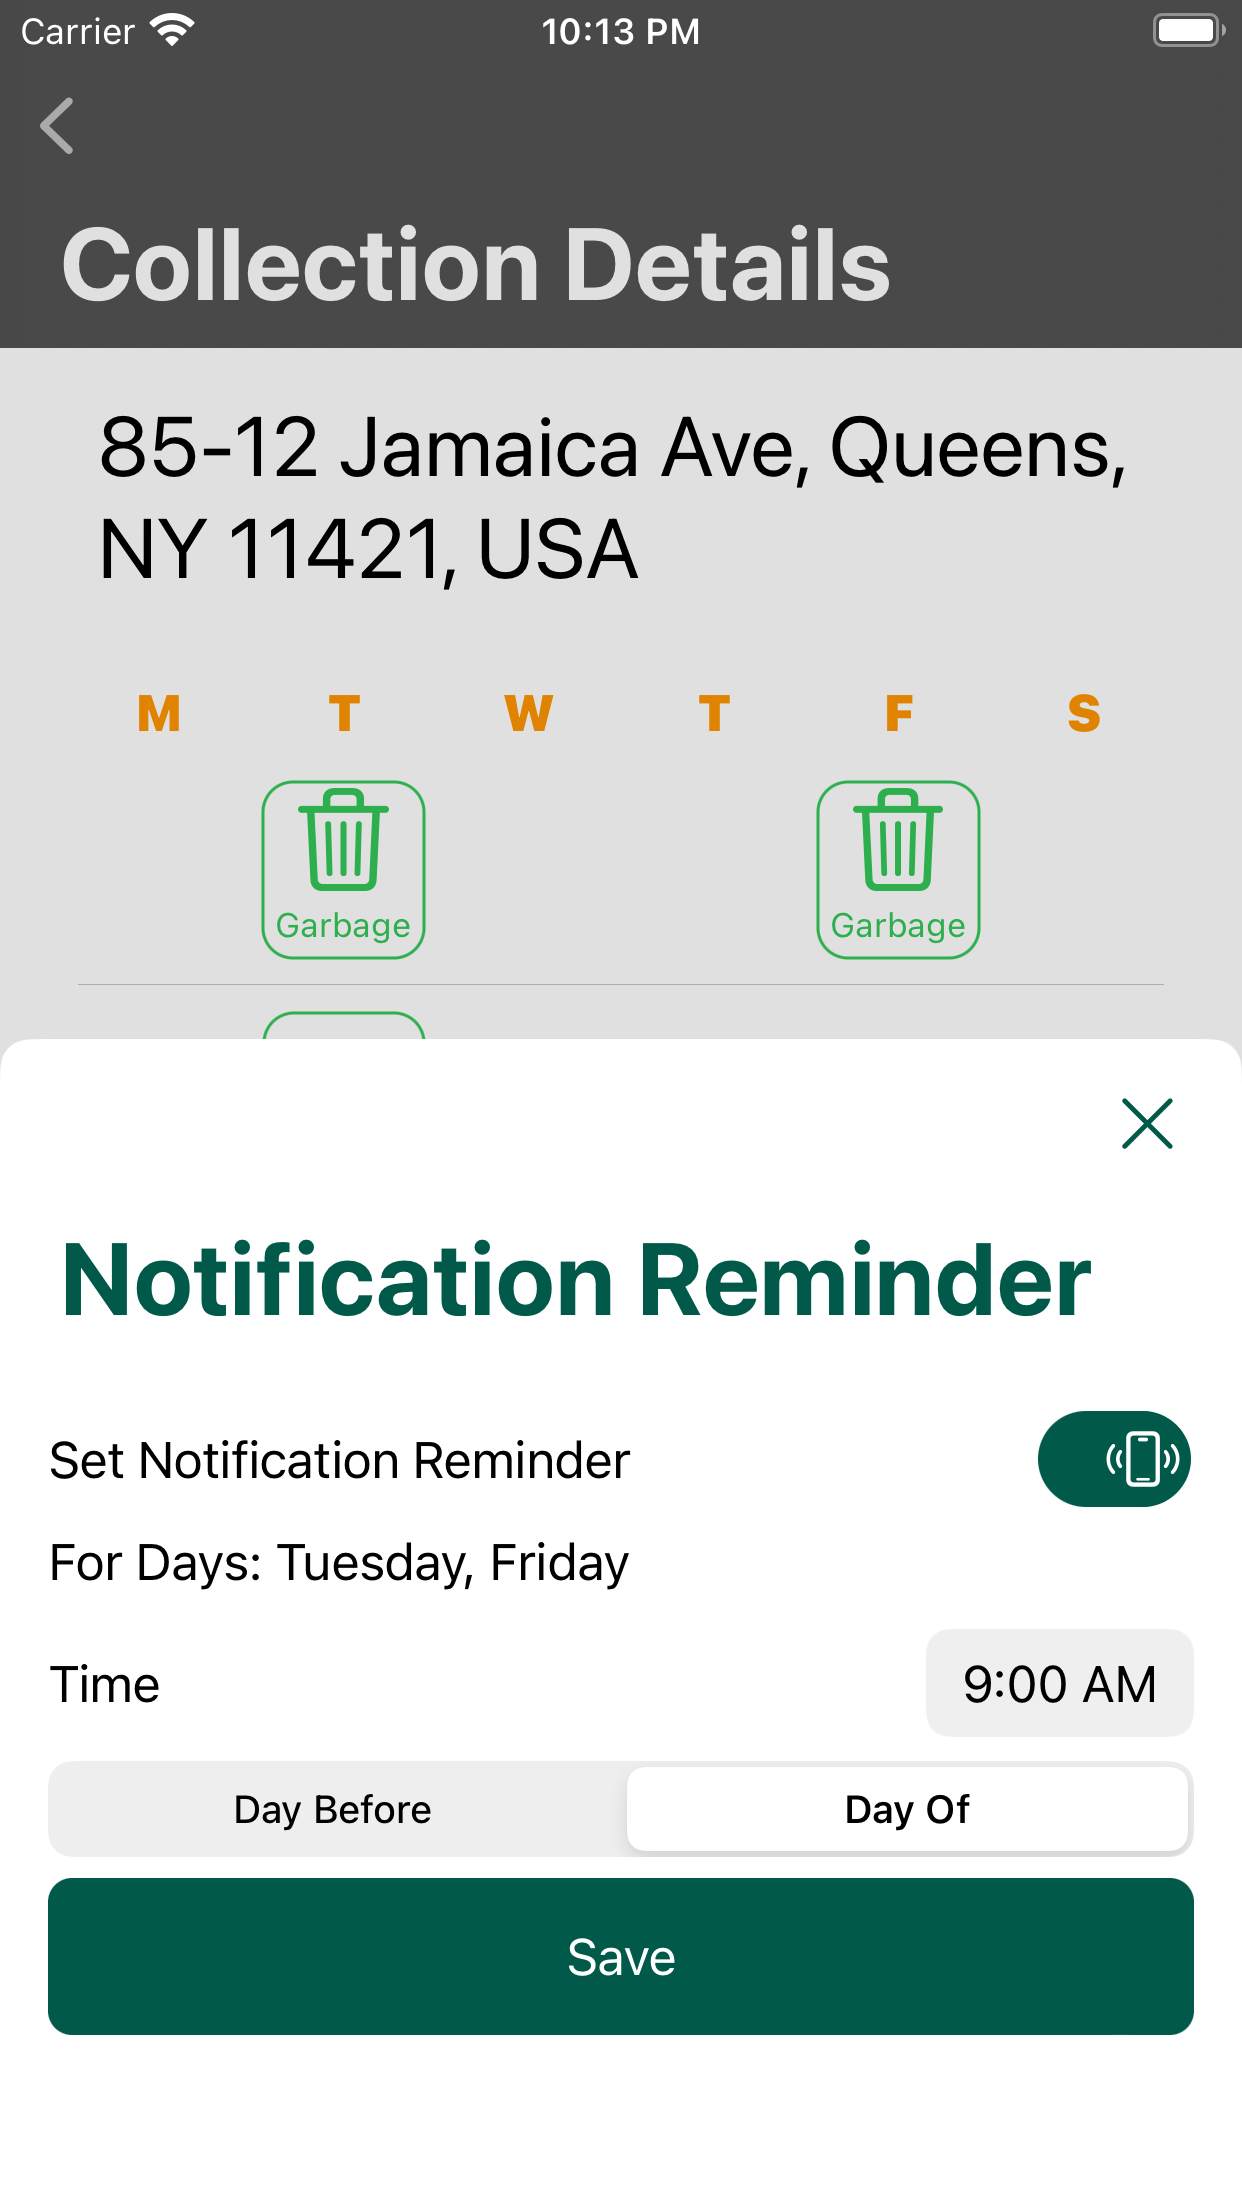 Carrier 10:13 PM
Collection Details
85-12 Jamaica Ave, Queens,
NY 11421, USA
M T W T F S
Garbage Garbage
Notification Reminder
Set Notification Reminder
For Days: Tuesday, Friday
Time 9:00 AM
Day Before Day Of
Save